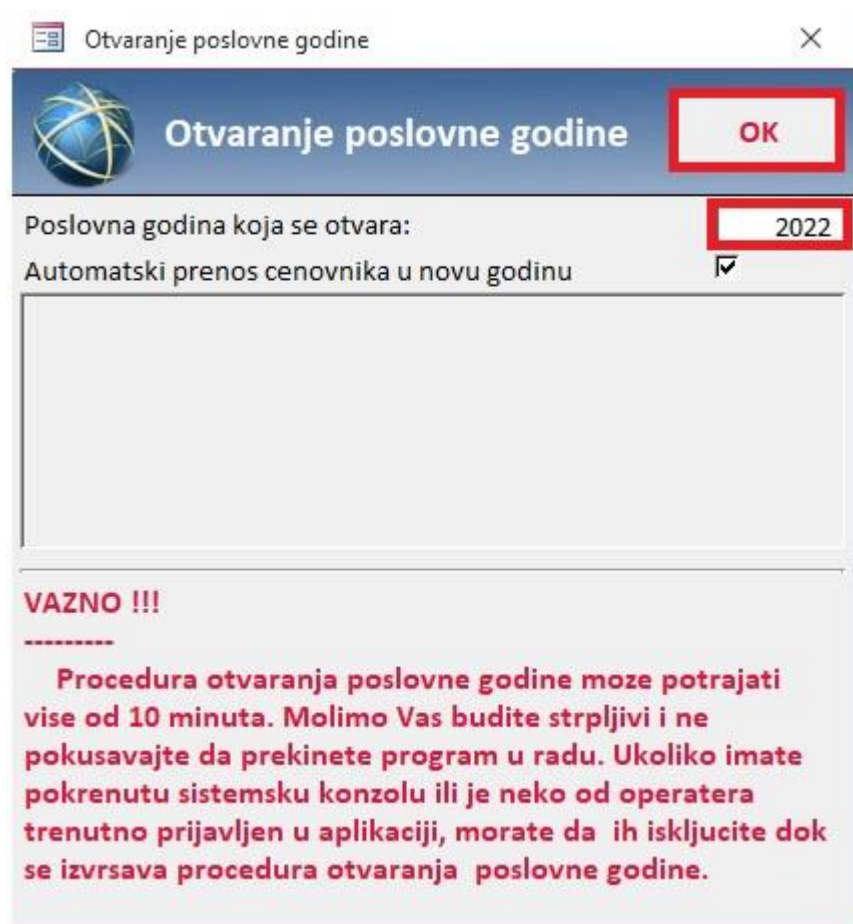 Otvaranje poslovne godine
Otvaranje poslovne godine
OK
Poslovna godina koja se otvara:
2022
Automatski prenos cenovnika u novu godinu
VAZNO !!!
---------
Procedura otvaranja poslovne godine moze potrajati
vise od 10 minuta. Molimo Vas budite strpljivi i ne
pokusavajte da prekinete program u radu. Ukoliko imate
pokrenutu sistemsku konzolu ili je neko od operatera
trenutno prijavljen u aplikaciji, morate da  ih iskljucite dok
se izvrsava procedura otvaranja  poslovne godine.